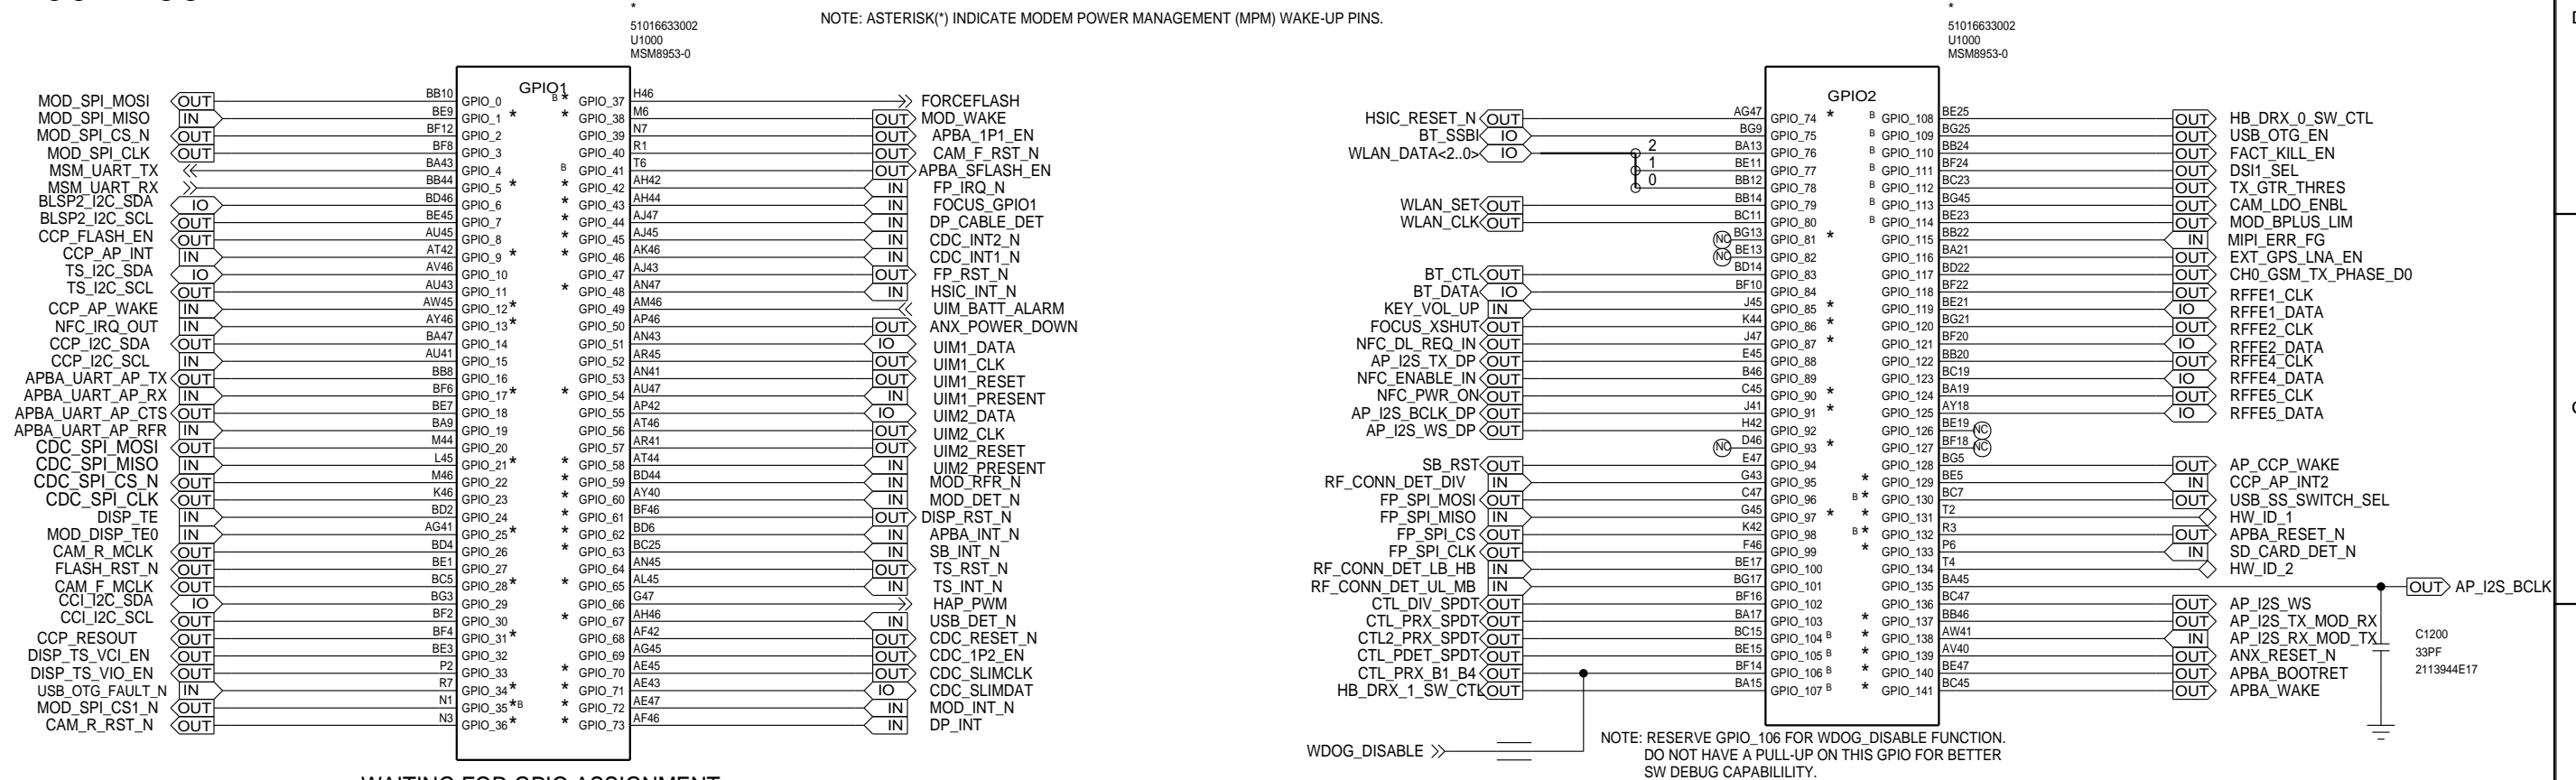 *
51016633002
U1000
MSM8953-0
NOTE: ASTERISK(*) INDICATE MODEM POWER MANAGEMENT (MPM) WAKE-UP PINS.
*
51016633002
U1000
MSM8953-0
GPIO1
MOD_SPI_MOSI OUT BB10 GPIO_0
MOD_SPI_MISO IN BE9 GPIO_1 *
MOD_SPI_CS_N OUT BF12 GPIO_2
MOD_SPI_CLK OUT BF8 GPIO_3
MSM_UART_TX BA43 GPIO_4
MSM_UART_RX BB44 GPIO_5 *
BLSP2_I2C_SDA IO BD46 GPIO_6
BLSP2_I2C_SCL OUT BE45 GPIO_7
CCP_FLASH_EN OUT AU45 GPIO_8
CCP_AP_INT IN AT42 GPIO_9 *
TS_I2C_SDA IO AV46 GPIO_10
TS_I2C_SCL OUT AU43 GPIO_11
CCP_AP_WAKE IN AW45 GPIO_12*
NFC_IRQ_OUT IN AY46 GPIO_13*
CCP_I2C_SDA OUT BA47 GPIO_14
CCP_I2C_SCL IN AU41 GPIO_15
APBA_UART_AP_TX OUT BB8 GPIO_16
APBA_UART_AP_RX IN BF6 GPIO_17*
APBA_UART_AP_CTS OUT BE7 GPIO_18
APBA_UART_AP_RFR IN BA9 GPIO_19
CDC_SPI_MOSI OUT M44 GPIO_20
CDC_SPI_MISO IN L45 GPIO_21*
CDC_SPI_CS_N OUT M46 GPIO_22
CDC_SPI_CLK OUT K46 GPIO_23
DISP_TE IN BD2 GPIO_24
MOD_DISP_TE0 IN AG41 GPIO_25*
CAM_R_MCLK OUT BD4 GPIO_26
FLASH_RST_N OUT BE1 GPIO_27
CAM_F_MCLK OUT BC5 GPIO_28*
CCI_I2C_SDA IO BG3 GPIO_29
CCI_I2C_SCL OUT BF2 GPIO_30
CCP_RESOUT OUT BF4 GPIO_31*
DISP_TS_VCI_EN OUT BE3 GPIO_32
DISP_TS_VIO_EN OUT P2 GPIO_33
USB_OTG_FAULT_N IN R7 GPIO_34*
MOD_SPI_CS1_N OUT N1 GPIO_35*B
CAM_R_RST_N OUT N3 GPIO_36*
B * GPIO_37 H46 FORCEFLASH
* GPIO_38 M6 OUT MOD_WAKE
GPIO_39 N7 OUT APBA_1P1_EN
GPIO_40 R1 OUT CAM_F_RST_N
B GPIO_41 T6 OUT APBA_SFLASH_EN
* GPIO_42 AH42 IN FP_IRQ_N
* GPIO_43 AH44 IN FOCUS_GPIO1
* GPIO_44 AJ47 IN DP_CABLE_DET
* GPIO_45 AJ45 IN CDC_INT2_N
* GPIO_46 AK46 IN CDC_INT1_N
GPIO_47 AJ43 OUT FP_RST_N
* GPIO_48 AN47 IN HSIC_INT_N
GPIO_49 AM46 UIM_BATT_ALARM
GPIO_50 AP46 OUT ANX_POWER_DOWN
GPIO_51 AN43 IO UIM1_DATA
GPIO_52 AR45 OUT UIM1_CLK
GPIO_53 AN41 OUT UIM1_RESET
* GPIO_54 AU47 IN UIM1_PRESENT
GPIO_55 AP42 IO UIM2_DATA
GPIO_56 AT46 OUT UIM2_CLK
GPIO_57 AR41 OUT UIM2_RESET
* GPIO_58 AT44 IN UIM2_PRESENT
* GPIO_59 BD44 IN MOD_RFR_N
* GPIO_60 AY40 IN MOD_DET_N
* GPIO_61 BF46 OUT DISP_RST_N
* GPIO_62 BD6 IN APBA_INT_N
* GPIO_63 BC25 IN SB_INT_N
GPIO_64 AN45 OUT TS_RST_N
* GPIO_65 AL45 IN TS_INT_N
GPIO_66 G47 HAP_PWM
* GPIO_67 AH46 IN USB_DET_N
GPIO_68 AF42 OUT CDC_RESET_N
GPIO_69 AG45 OUT CDC_1P2_EN
* GPIO_70 AE45 OUT CDC_SLIMCLK
* GPIO_71 AE43 IO CDC_SLIMDAT
* GPIO_72 AE47 IN MOD_INT_N
* GPIO_73 AF46 IN DP_INT
GPIO2
HSIC_RESET_N OUT AG47 GPIO_74 *
BT_SSBI IO BG9 GPIO_75
WLAN_DATA<2..0> IO 2 BA13 GPIO_76
1 BE11 GPIO_77
0 BB12 GPIO_78
WLAN_SET OUT BB14 GPIO_79
WLAN_CLK OUT BC11 GPIO_80
NC BG13 GPIO_81 *
NC BE13 GPIO_82
BT_CTL OUT BD14 GPIO_83
BT_DATA IO BF10 GPIO_84
KEY_VOL_UP IN J45 GPIO_85 *
FOCUS_XSHUT OUT K44 GPIO_86 *
NFC_DL_REQ_IN OUT J47 GPIO_87 *
AP_I2S_TX_DP OUT E45 GPIO_88
NFC_ENABLE_IN OUT B46 GPIO_89
NFC_PWR_ON OUT C45 GPIO_90 *
AP_I2S_BCLK_DP OUT J41 GPIO_91 *
AP_I2S_WS_DP OUT H42 GPIO_92
NC D46 GPIO_93 *
SB_RST OUT E47 GPIO_94
RF_CONN_DET_DIV IN G43 GPIO_95
FP_SPI_MOSI OUT C47 GPIO_96
FP_SPI_MISO IN G45 GPIO_97 *
FP_SPI_CS OUT K42 GPIO_98
FP_SPI_CLK OUT F46 GPIO_99
RF_CONN_DET_LB_HB IN BE17 GPIO_100
RF_CONN_DET_UL_MB IN BG17 GPIO_101
CTL_DIV_SPDT OUT BF16 GPIO_102
CTL_PRX_SPDT OUT BA17 GPIO_103
CTL2_PRX_SPDT OUT BC15 GPIO_104 B
CTL_PDET_SPDT OUT BE15 GPIO_105 B
CTL_PRX_B1_B4 OUT BF14 GPIO_106 B
HB_DRX_1_SW_CTL OUT BA15 GPIO_107 B
B GPIO_108 BE25 OUT HB_DRX_0_SW_CTL
B GPIO_109 BG25 OUT USB_OTG_EN
B GPIO_110 BB24 OUT FACT_KILL_EN
B GPIO_111 BF24 OUT DSI1_SEL
B GPIO_112 BC23 OUT TX_GTR_THRES
B GPIO_113 BG45 OUT CAM_LDO_ENBL
B GPIO_114 BE23 OUT MOD_BPLUS_LIM
GPIO_115 BB22 IN MIPI_ERR_FG
GPIO_116 BA21 OUT EXT_GPS_LNA_EN
GPIO_117 BD22 OUT CH0_GSM_TX_PHASE_D0
GPIO_118 BF22 OUT RFFE1_CLK
GPIO_119 BE21 IO RFFE1_DATA
GPIO_120 BG21 OUT RFFE2_CLK
GPIO_121 BF20 IO RFFE2_DATA
GPIO_122 BB20 OUT RFFE4_CLK
GPIO_123 BC19 IO RFFE4_DATA
GPIO_124 BA19 OUT RFFE5_CLK
GPIO_125 AY18 IO RFFE5_DATA
GPIO_126 BE19 NC
GPIO_127 BF18 NC
GPIO_128 BG5 OUT AP_CCP_WAKE
* GPIO_129 BE5 IN CCP_AP_INT2
B * GPIO_130 BC7 OUT USB_SS_SWITCH_SEL
* GPIO_131 T2 HW_ID_1
B * GPIO_132 R3 OUT APBA_RESET_N
* GPIO_133 P6 IN SD_CARD_DET_N
GPIO_134 T4 HW_ID_2
GPIO_135 BA45 OUT AP_I2S_BCLK
GPIO_136 BC47 OUT AP_I2S_WS
* GPIO_137 BB46 OUT AP_I2S_TX_MOD_RX
* GPIO_138 AW41 IN AP_I2S_RX_MOD_TX
* GPIO_139 AV40 OUT ANX_RESET_N
* GPIO_140 BE47 OUT APBA_BOOTRET
* GPIO_141 BC45 OUT APBA_WAKE
C1200
33PF
2113944E17
WDOG_DISABLE
NOTE: RESERVE GPIO_106 FOR WDOG_DISABLE FUNCTION.
DO NOT HAVE A PULL-UP ON THIS GPIO FOR BETTER
SW DEBUG CAPABILILITY.
WAITING FOR GPIO ASSIGNMENT